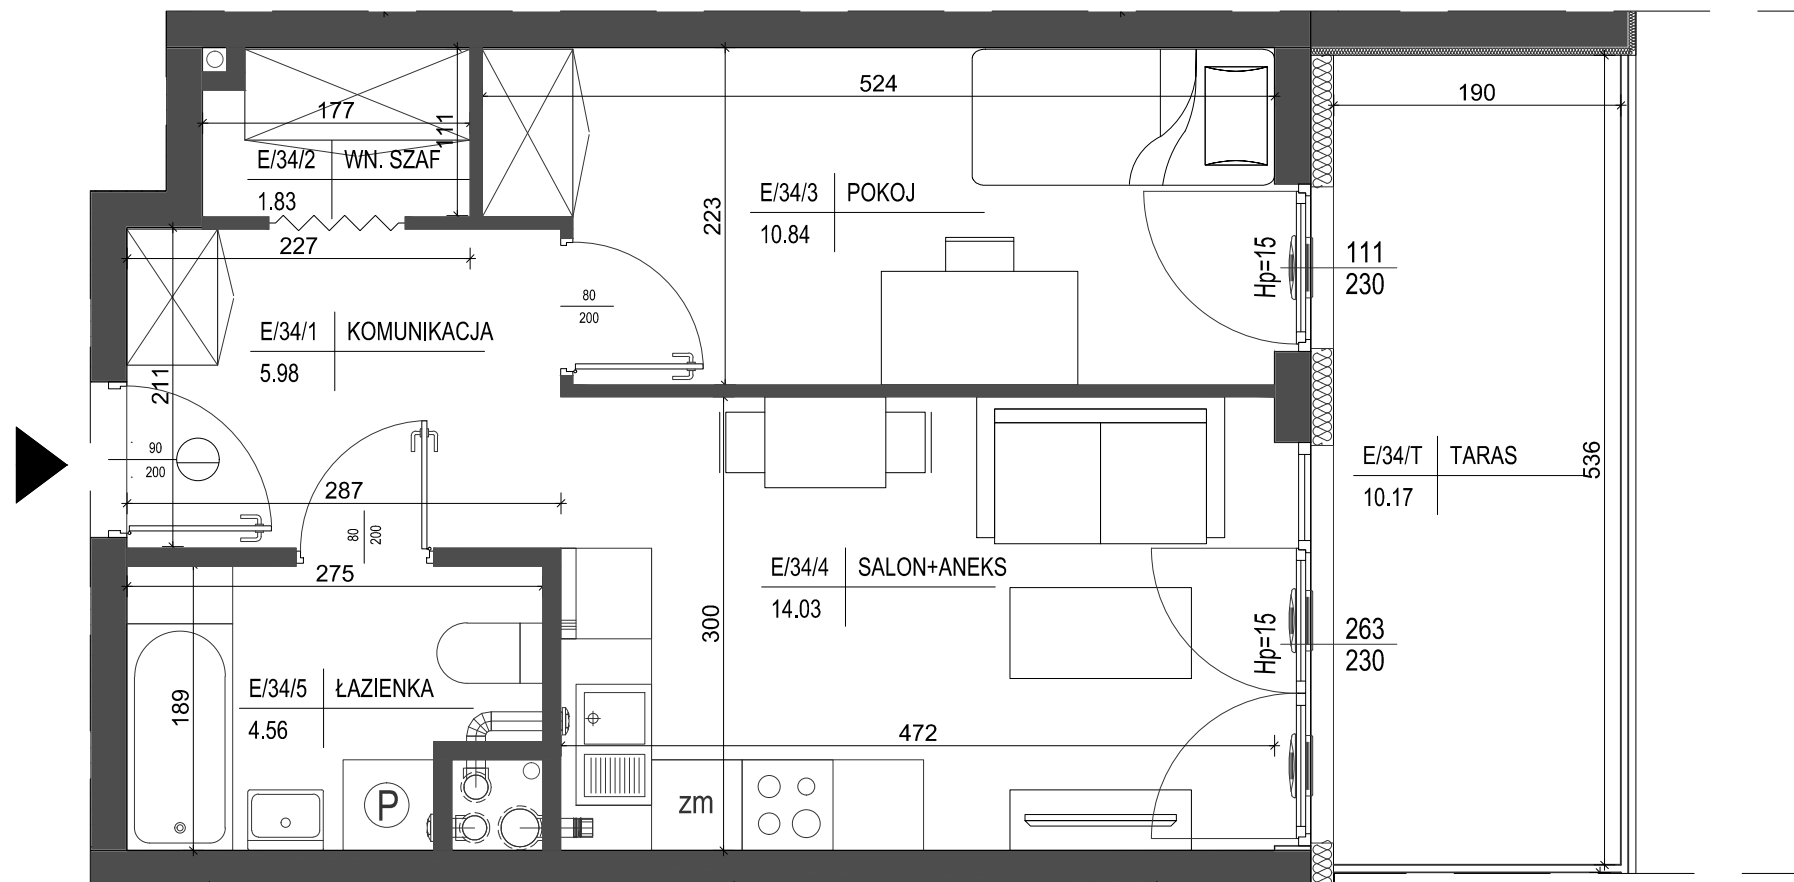 524
190
177
111
E/34/2 WN. SZAF
1.83
E/34/3 POKOJ
10.84
223
227
Hp=15
111
230
80
200
E/34/1 KOMUNIKACJA
5.98
211
90
200
287
80
200
E/34/T TARAS
10.17
536
275
E/34/4 SALON+ANEKS
14.03
300
Hp=15
263
230
E/34/5 ŁAZIENKA
4.56
189
472
P
zm